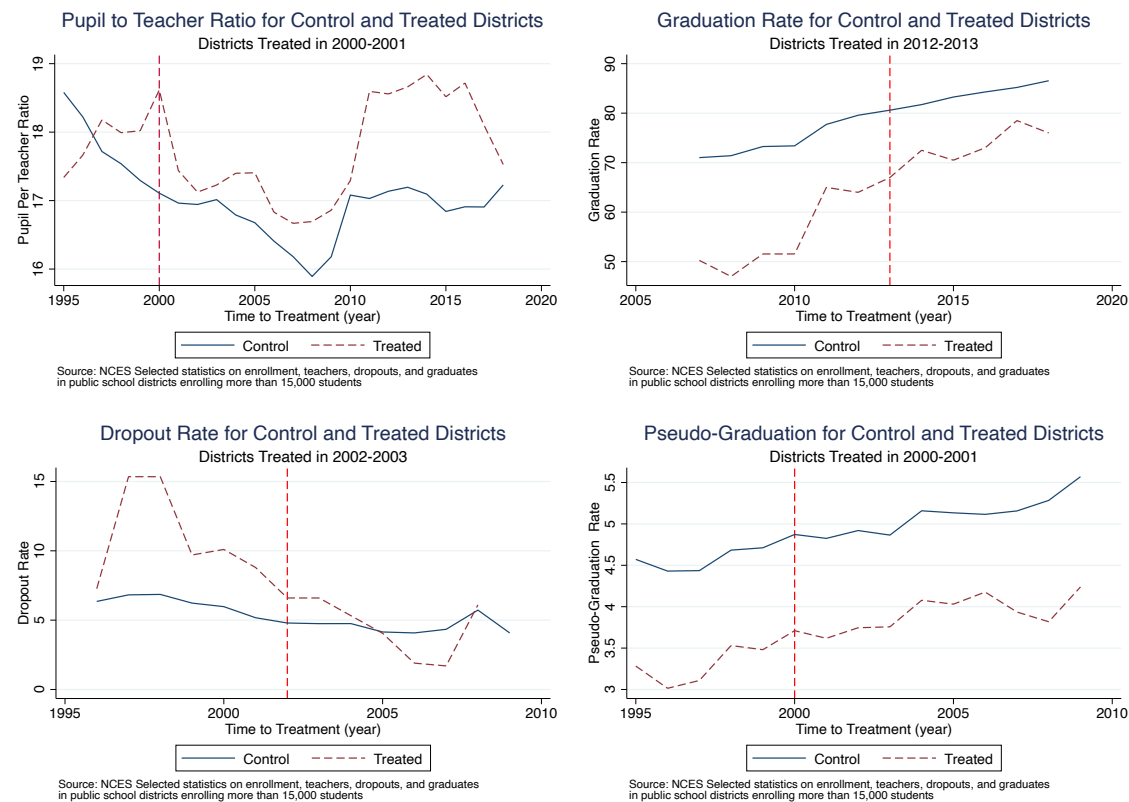 Pupil to Teacher Ratio for Control and Treated Districts
Districts Treated in 2000-2001
Pupil Per Teacher Ratio
19
18
17
16
1995 2000 2005 2010 2015 2020
Time to Treatment (year)
Control Treated
Source: NCES Selected statistics on enrollment, teachers, dropouts, and graduates
in public school districts enrolling more than 15,000 students
Graduation Rate for Control and Treated Districts
Districts Treated in 2012-2013
Graduation Rate
90
80
70
60
50
2005 2010 2015 2020
Time to Treatment (year)
Control Treated
Source: NCES Selected statistics on enrollment, teachers, dropouts, and graduates
in public school districts enrolling more than 15,000 students
Dropout Rate for Control and Treated Districts
Districts Treated in 2002-2003
Dropout Rate
15
10
5
0
1995 2000 2005 2010
Time to Treatment (year)
Control Treated
Source: NCES Selected statistics on enrollment, teachers, dropouts, and graduates
in public school districts enrolling more than 15,000 students
Pseudo-Graduation for Control and Treated Districts
Districts Treated in 2000-2001
Pseudo-Graduation Rate
5.5
5
4.5
4
3.5
3
1995 2000 2005 2010
Time to Treatment (year)
Control Treated
Source: NCES Selected statistics on enrollment, teachers, dropouts, and graduates
in public school districts enrolling more than 15,000 students